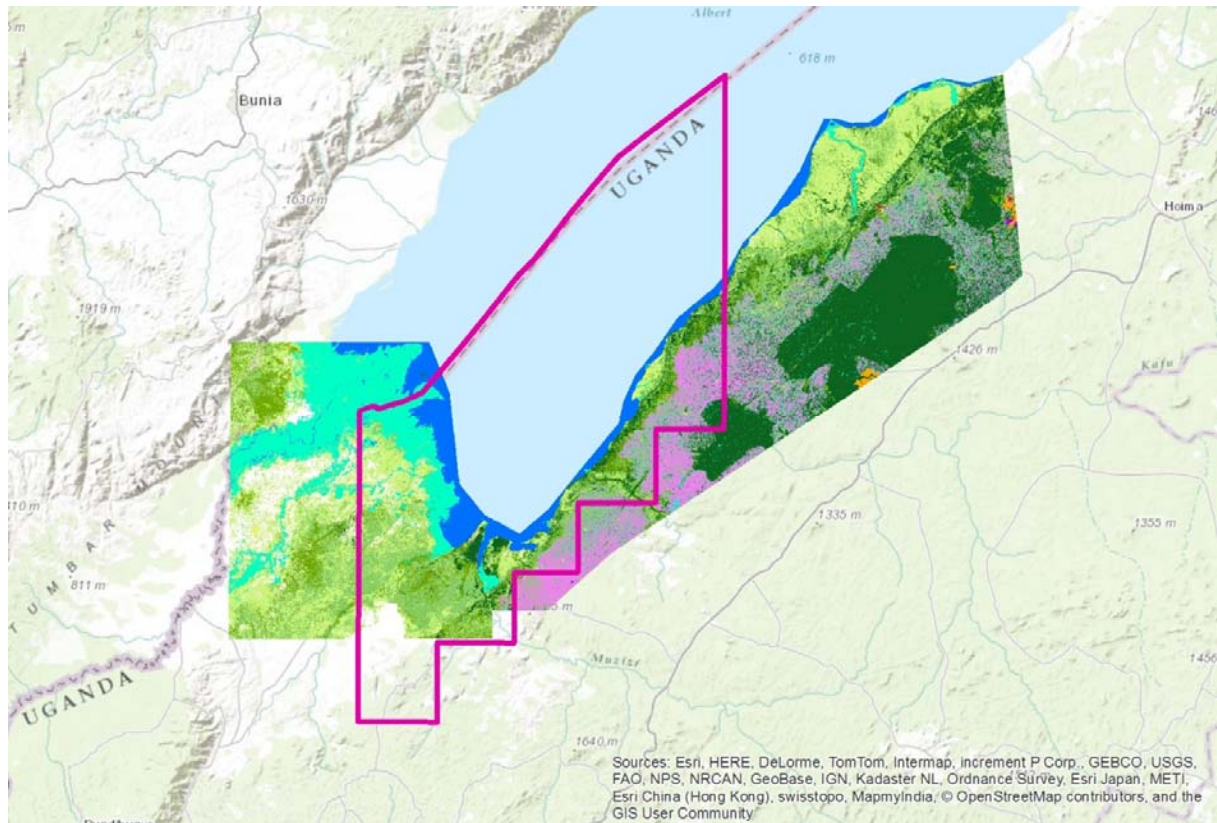 Albert
618 m
Bunia
UGANDA
1630 m
Hoima
1919 m
1426 m
Kafu
1335 m
1355 m
811 m
UGANDA
Muzizi
1456
1640 m
Sources: Esri, HERE, DeLorme, TomTom, Intermap, increment P Corp., GEBCO, USGS,
FAO, NPS, NRCAN, GeoBase, IGN, Kadaster NL, Ordnance Survey, Esri Japan, METI,
Esri China (Hong Kong), swisstopo, MapmyIndia, © OpenStreetMap contributors, and the
GIS User Community